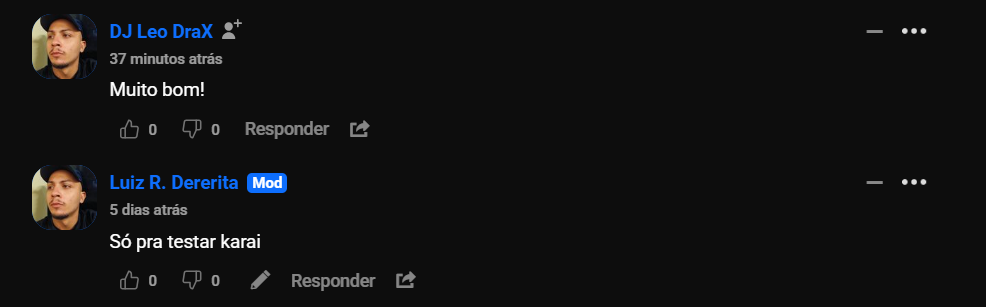 DJ Leo DraX
37 minutos atrás
Muito bom!
0 0 Responder
Luiz R. Dererita Mod
5 dias atrás
Só pra testar karai
0 0 Responder